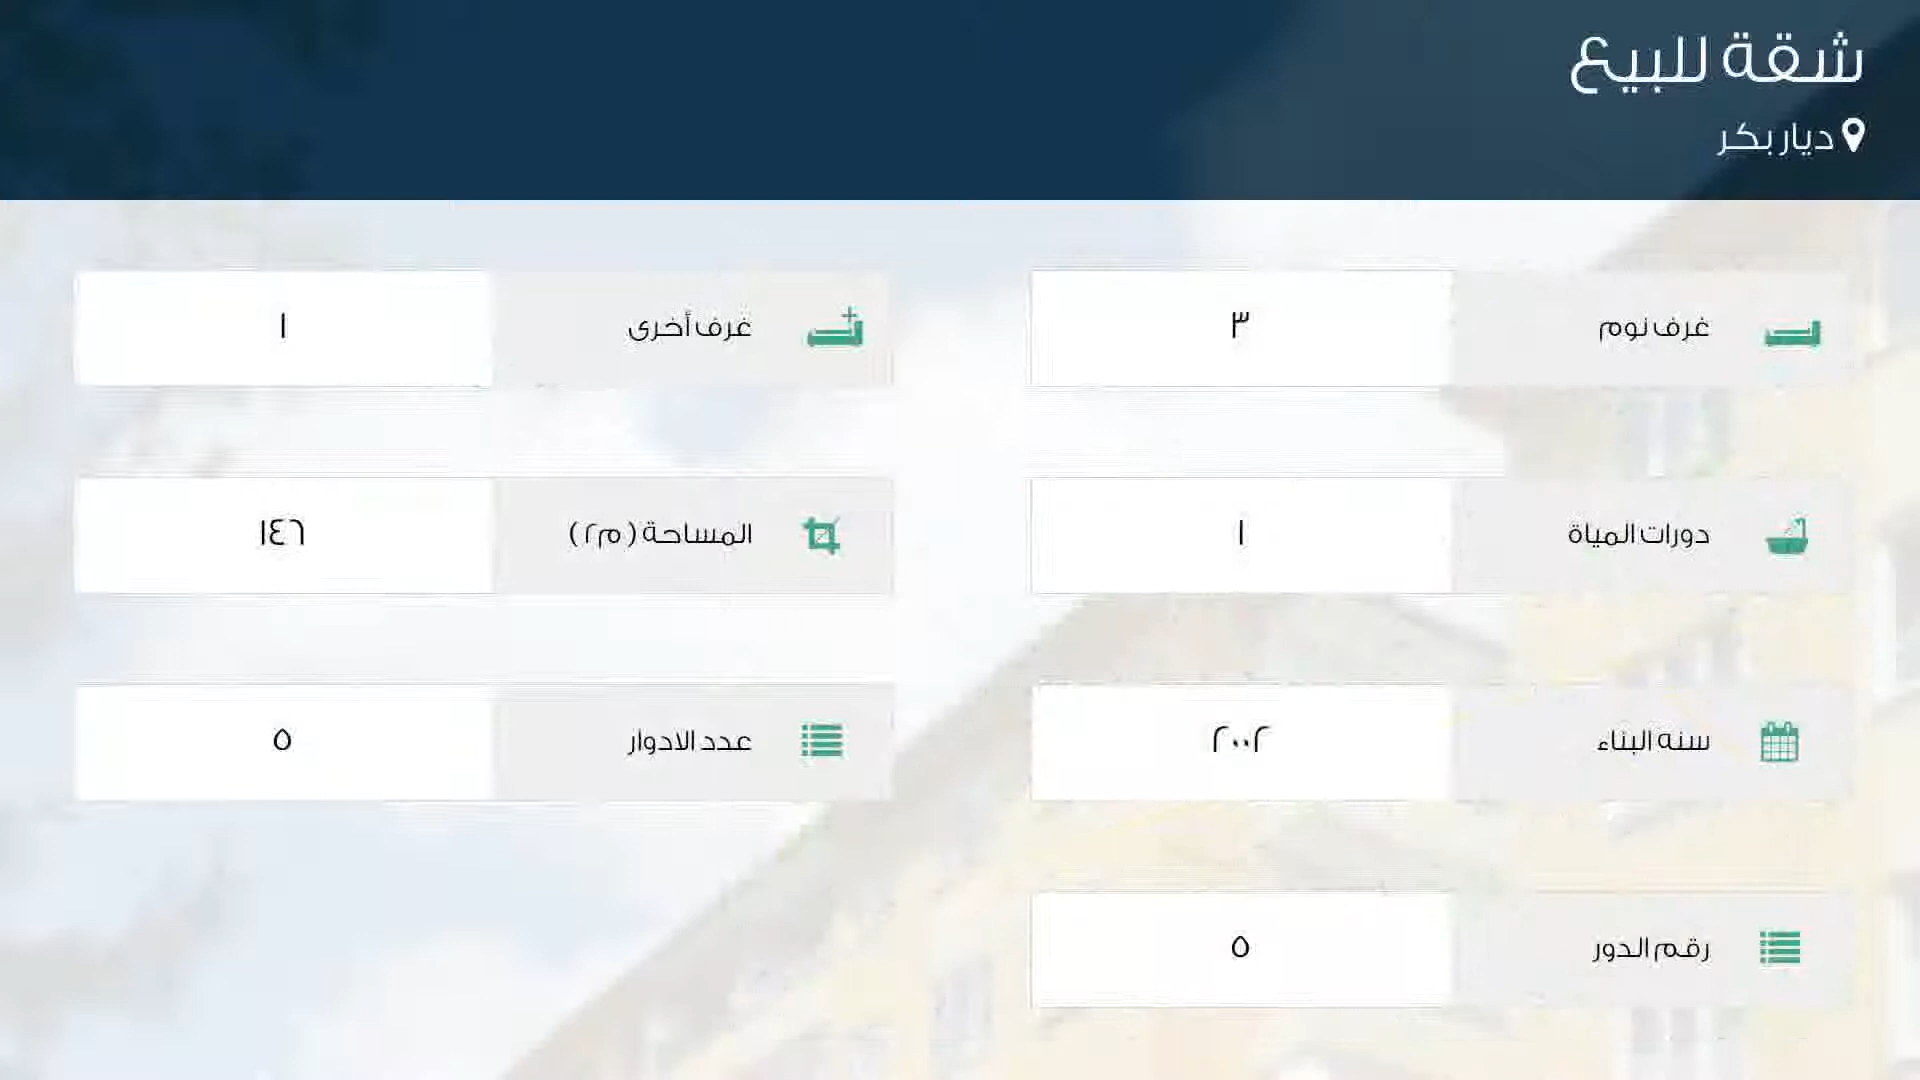 شقة للبيع
ديار بكر
غرف نوم ٣
غرف أخرى ١
دورات المياة ١
المساحة ( م٢ ) ١٤٦
سنه البناء ٢٠٠٢
عدد الادوار ٥
رقم الدور ٥